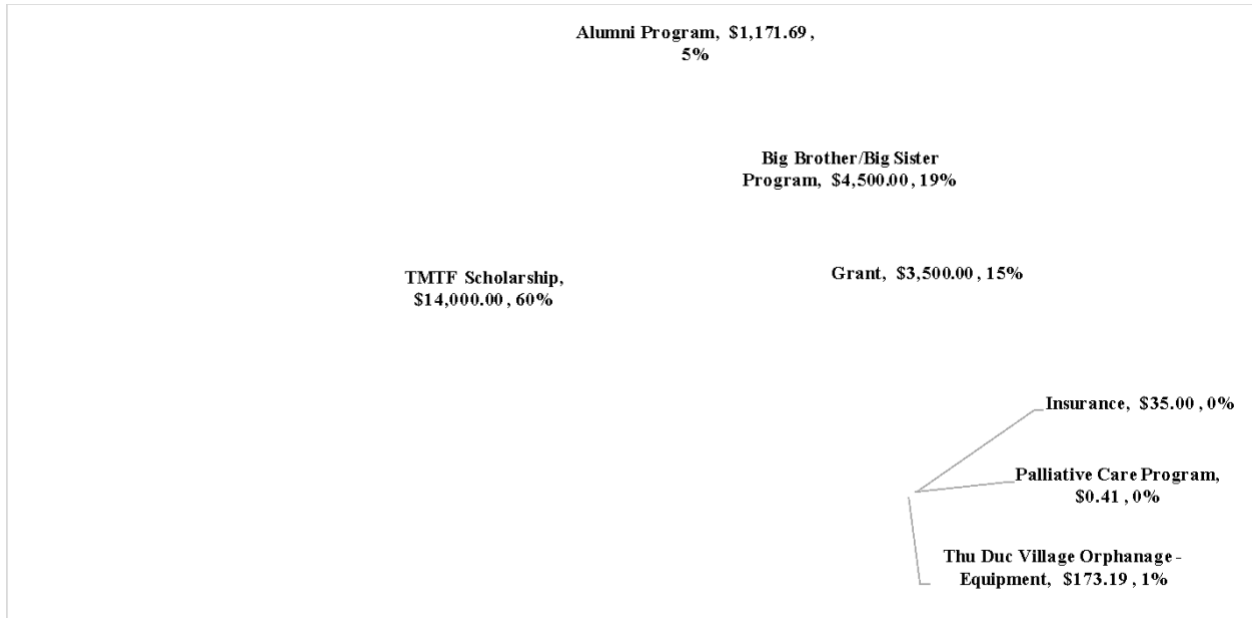 Alumni Program, $1,171.69 ,
5%
Big Brother/Big Sister
Program, $4,500.00 , 19%
TMTF Scholarship,
$14,000.00 , 60%
Grant, $3,500.00 , 15%
Insurance, $35.00 , 0%
Palliative Care Program,
$0.41 , 0%
Thu Duc Village Orphanage -
Equipment, $173.19 , 1%